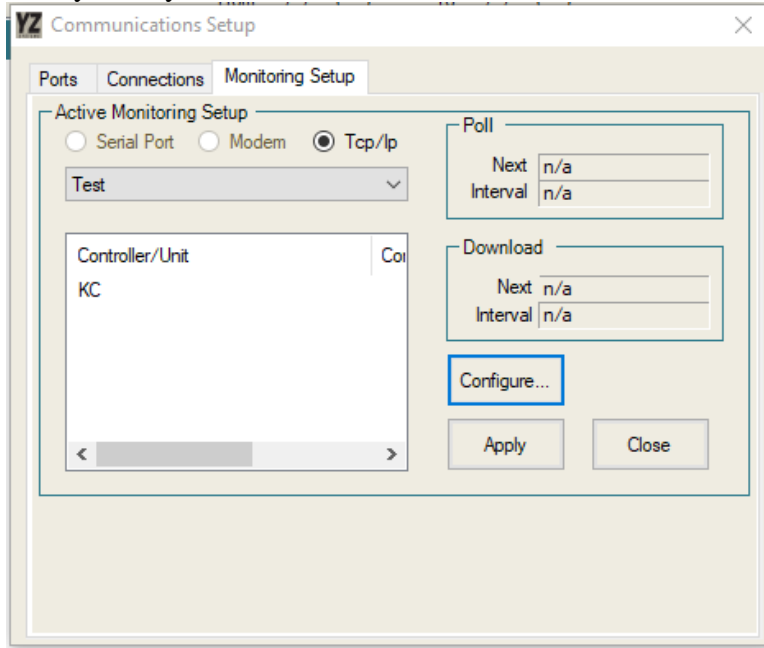 YZ Communications Setup
Ports Connections Monitoring Setup
Active Monitoring Setup
Serial Port Modem Tcp/Ip
Test
Controller/Unit Cor
KC
Poll
Next n/a
Interval n/a
Download
Next n/a
Interval n/a
Configure...
Apply Close